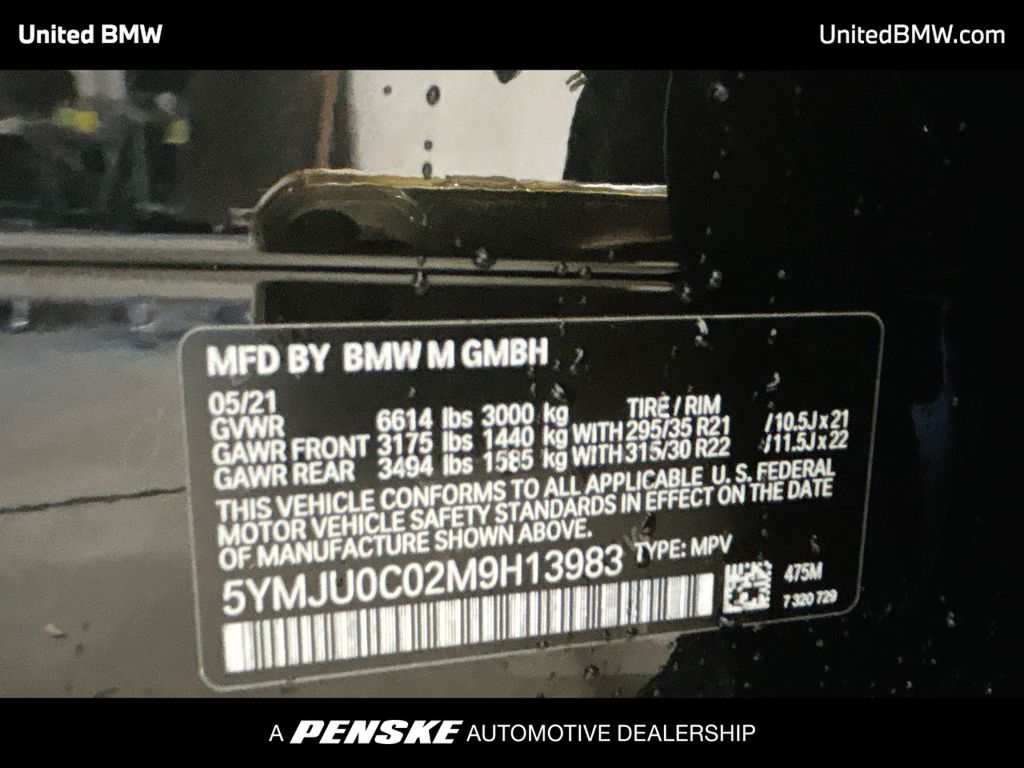 United BMW
UnitedBMW.com
MFD BY BMW M GMBH
05/21 TIRE / RIM
GVWR 6614 lbs 3000 kg
GAWR FRONT 3175 lbs 1440 kg WITH 295/35 R21 /10.5J x 21
GAWR REAR 3494 lbs 1585 kg WITH 315/30 R22 /11.5J x 22
THIS VEHICLE CONFORMS TO ALL APPLICABLE U.S. FEDERAL
MOTOR VEHICLE SAFETY STANDARDS IN EFFECT ON THE DATE
OF MANUFACTURE SHOWN ABOVE.
5YMJU0C02M9H13983 TYPE: MPV
475M
7 320 729
A PENSKE AUTOMOTIVE DEALERSHIP